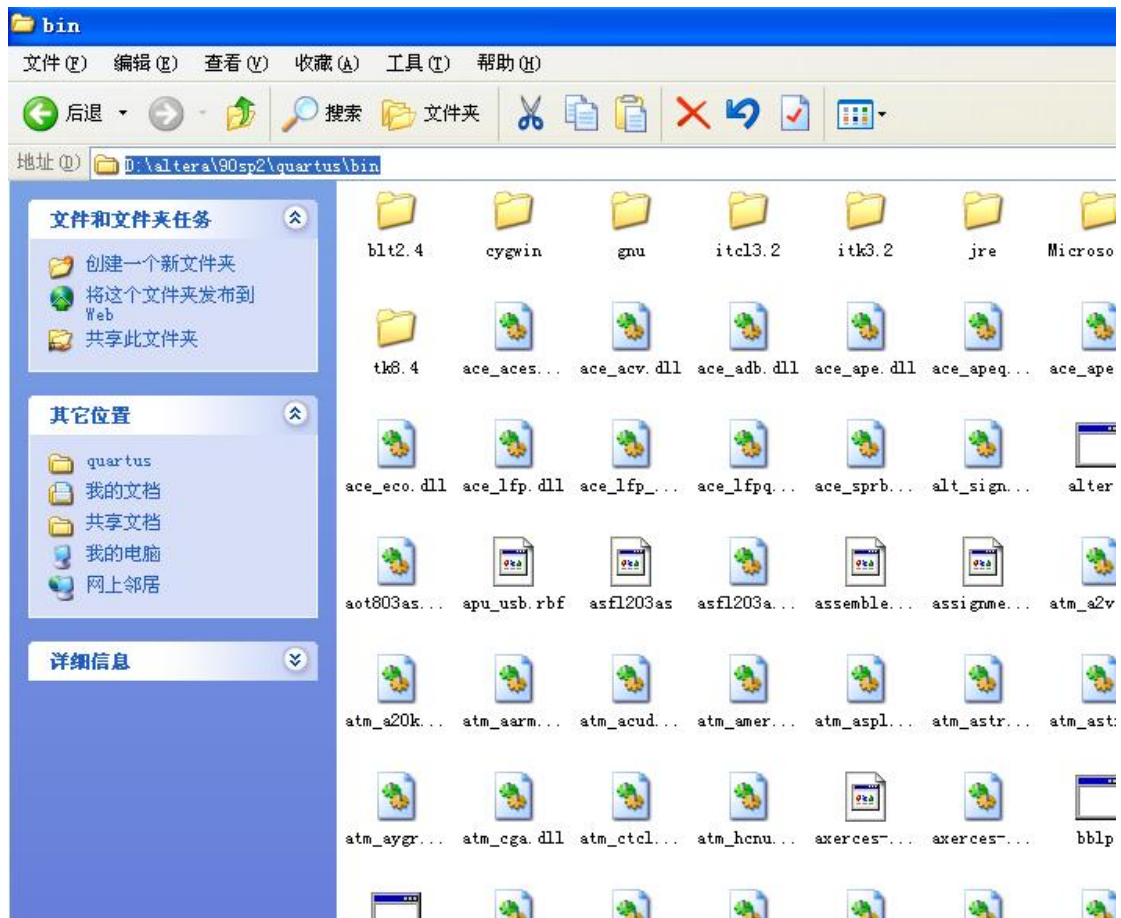 bin
文件(F) 编辑(E) 查看(V) 收藏(A) 工具(T) 帮助(H)
后退 搜索 文件夹
地址(D) D:\altera\90sp2\quartus\bin
文件和文件夹任务
创建一个新文件夹
将这个文件夹发布到
Web
共享此文件夹
其它位置
quartus
我的文档
共享文档
我的电脑
网上邻居
详细信息
blt2.4 cygwin gnu itcl3.2 itk3.2 jre Microso
tk8.4 ace_aces... ace_acv.dll ace_adb.dll ace_ape.dll ace_apeq... ace_ape
ace_eco.dll ace_lfp.dll ace_lfp_... ace_lfpq... ace_sprb... alt_sign... alter
aot803as... apu_usb.rbf asfl203as asfl203a... assemble... assignme... atm_a2v
atm_a20k... atm_aarm... atm_acud... atm_amer... atm_aspl... atm_astr... atm_ast
atm_aygr... atm_cga.dll atm_ctcl... atm_hcnu... axerces-... axerces-... bblp